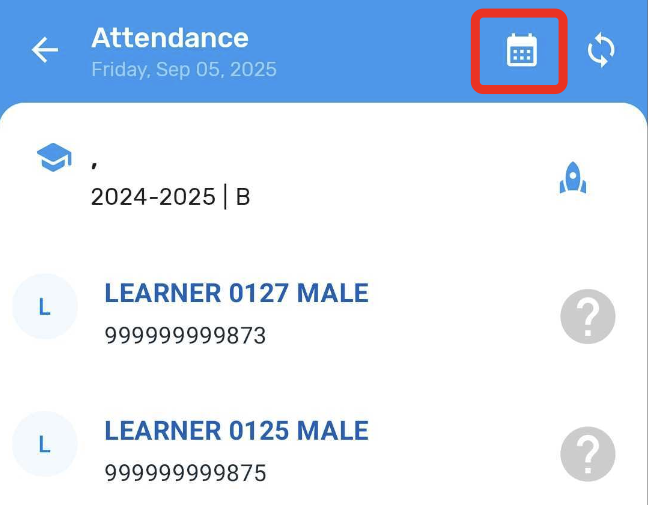 Attendance
Friday, Sep 05, 2025
,
2024-2025 | B
L
LEARNER 0127 MALE
999999999873
?
L
LEARNER 0125 MALE
999999999875
?